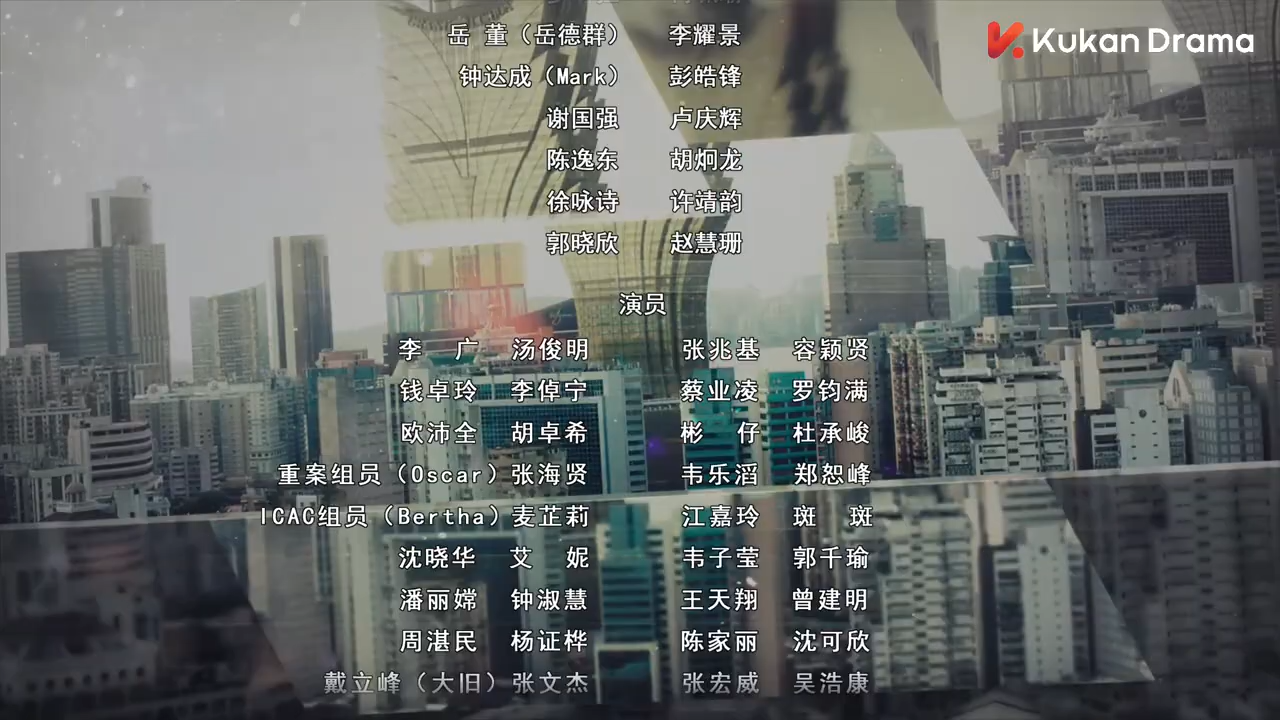 Kukan Drama
岳 董（岳德群） 李耀景
钟达成（Mark） 彭皓锋
谢国强 卢庆辉
陈逸东 胡炯龙
徐咏诗 许靖韵
郭晓欣 赵慧珊
演员
李 广 汤俊明 张兆基 容颖贤
钱卓玲 李倬宁 蔡业凌 罗钧满
欧沛全 胡卓希 彬 仔 杜承峻
重案组员（Oscar）张海贤 韦乐滔 郑恕峰
ICAC组员（Bertha）麦芷莉 江嘉玲 斑 斑
沈晓华 艾 妮 韦子莹 郭千瑜
潘丽嫦 钟淑慧 王天翔 曾建明
周湛民 杨证桦 陈家丽 沈可欣
戴立峰（大旧）张文杰 张宏威 吴浩康